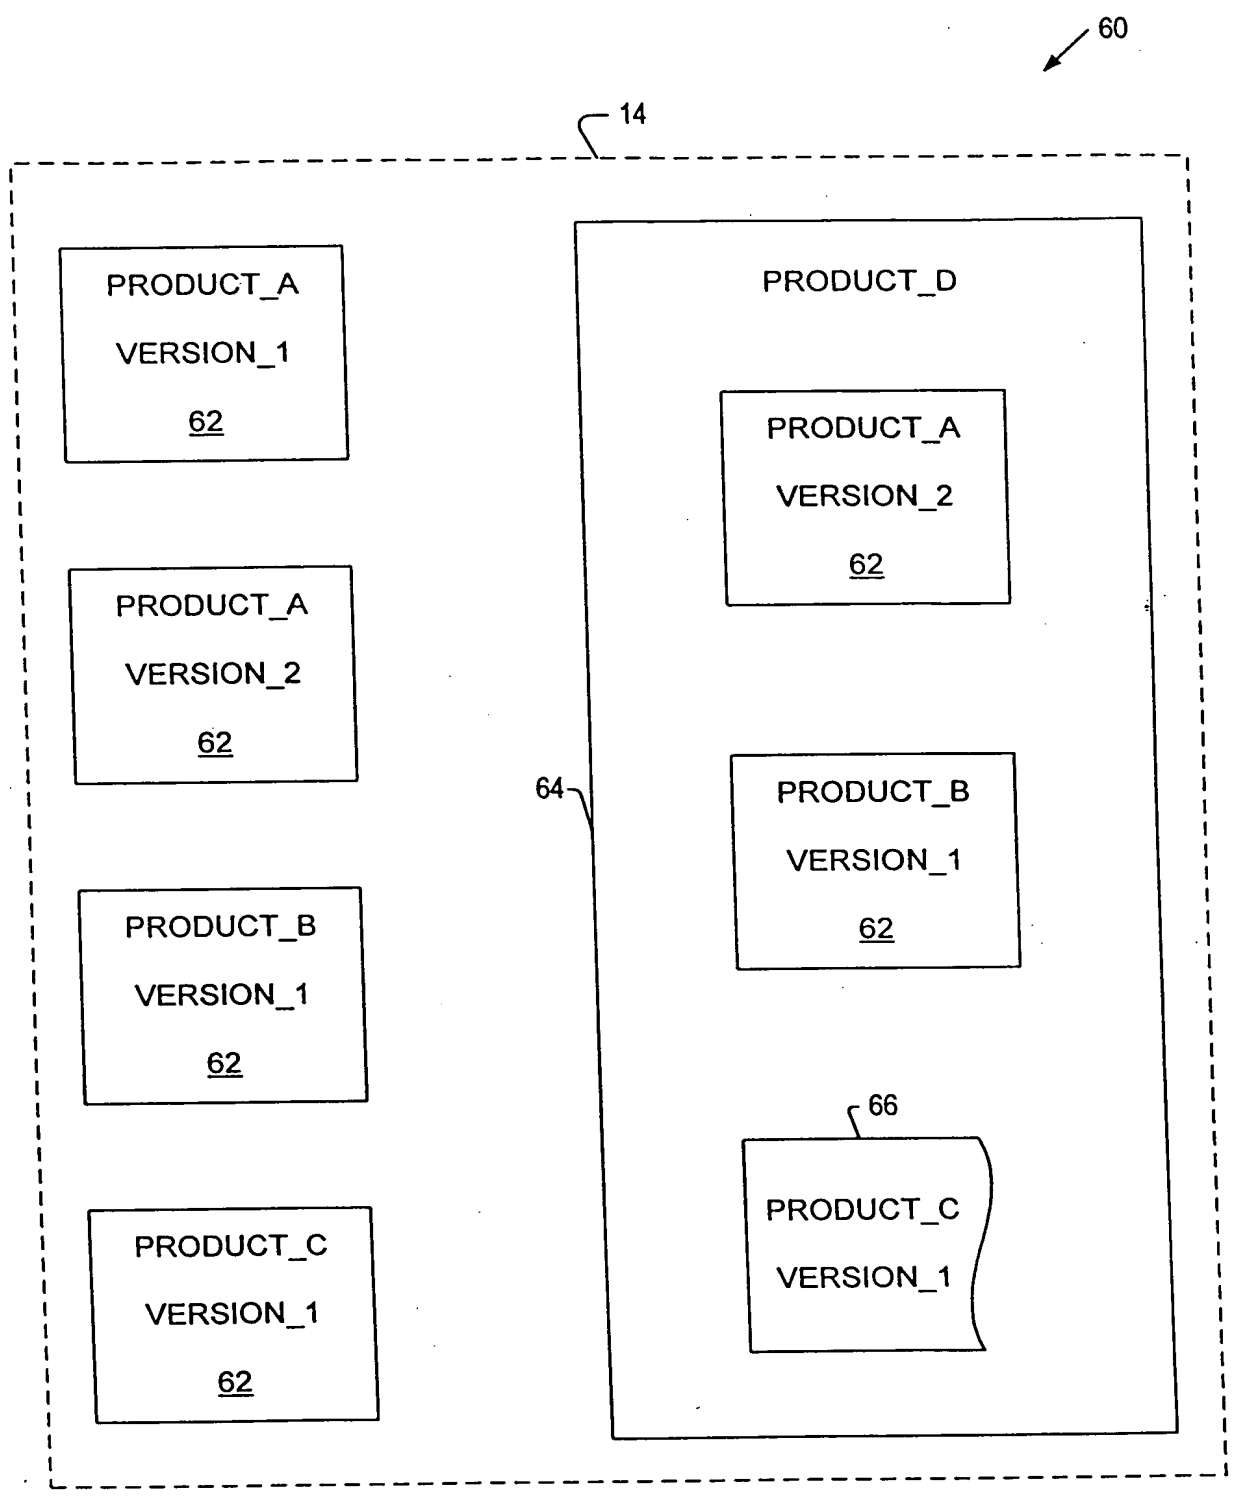 60
14
PRODUCT_A
VERSION_1
62
PRODUCT_A
VERSION_2
62
PRODUCT_B
VERSION_1
62
PRODUCT_C
VERSION_1
62
PRODUCT_D
PRODUCT_A
VERSION_2
62
64
PRODUCT_B
VERSION_1
62
66
PRODUCT_C
VERSION_1